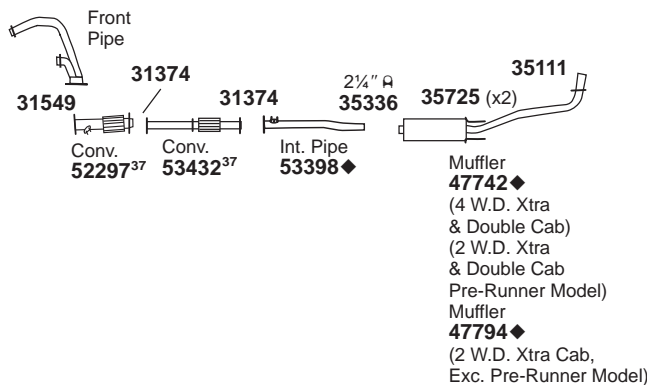 Front
Pipe
31549
31374
Conv.
52297³⁷
31374
Conv.
53432³⁷
Int. Pipe
53398◆
2¼"
35336
35725 (x2)
35111
Muffler
47742◆
(4 W.D. Xtra
& Double Cab)
(2 W.D. Xtra
& Double Cab
Pre-Runner Model)
Muffler
47794◆
(2 W.D. Xtra Cab,
Exc. Pre-Runner Model)